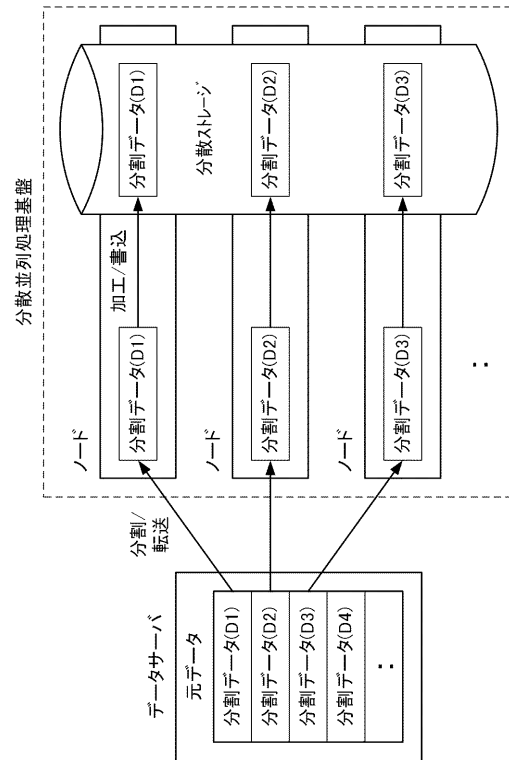 分散並列処理基盤
データサーバ
元データ
分割データ(D1)
分割データ(D2)
分割データ(D3)
分割データ(D4)
:
分割/
転送
ノード
分割データ(D1)
加工/書込
分割データ(D1)
分散ストレージ
ノード
分割データ(D2)
分割データ(D2)
ノード
分割データ(D3)
分割データ(D3)
: